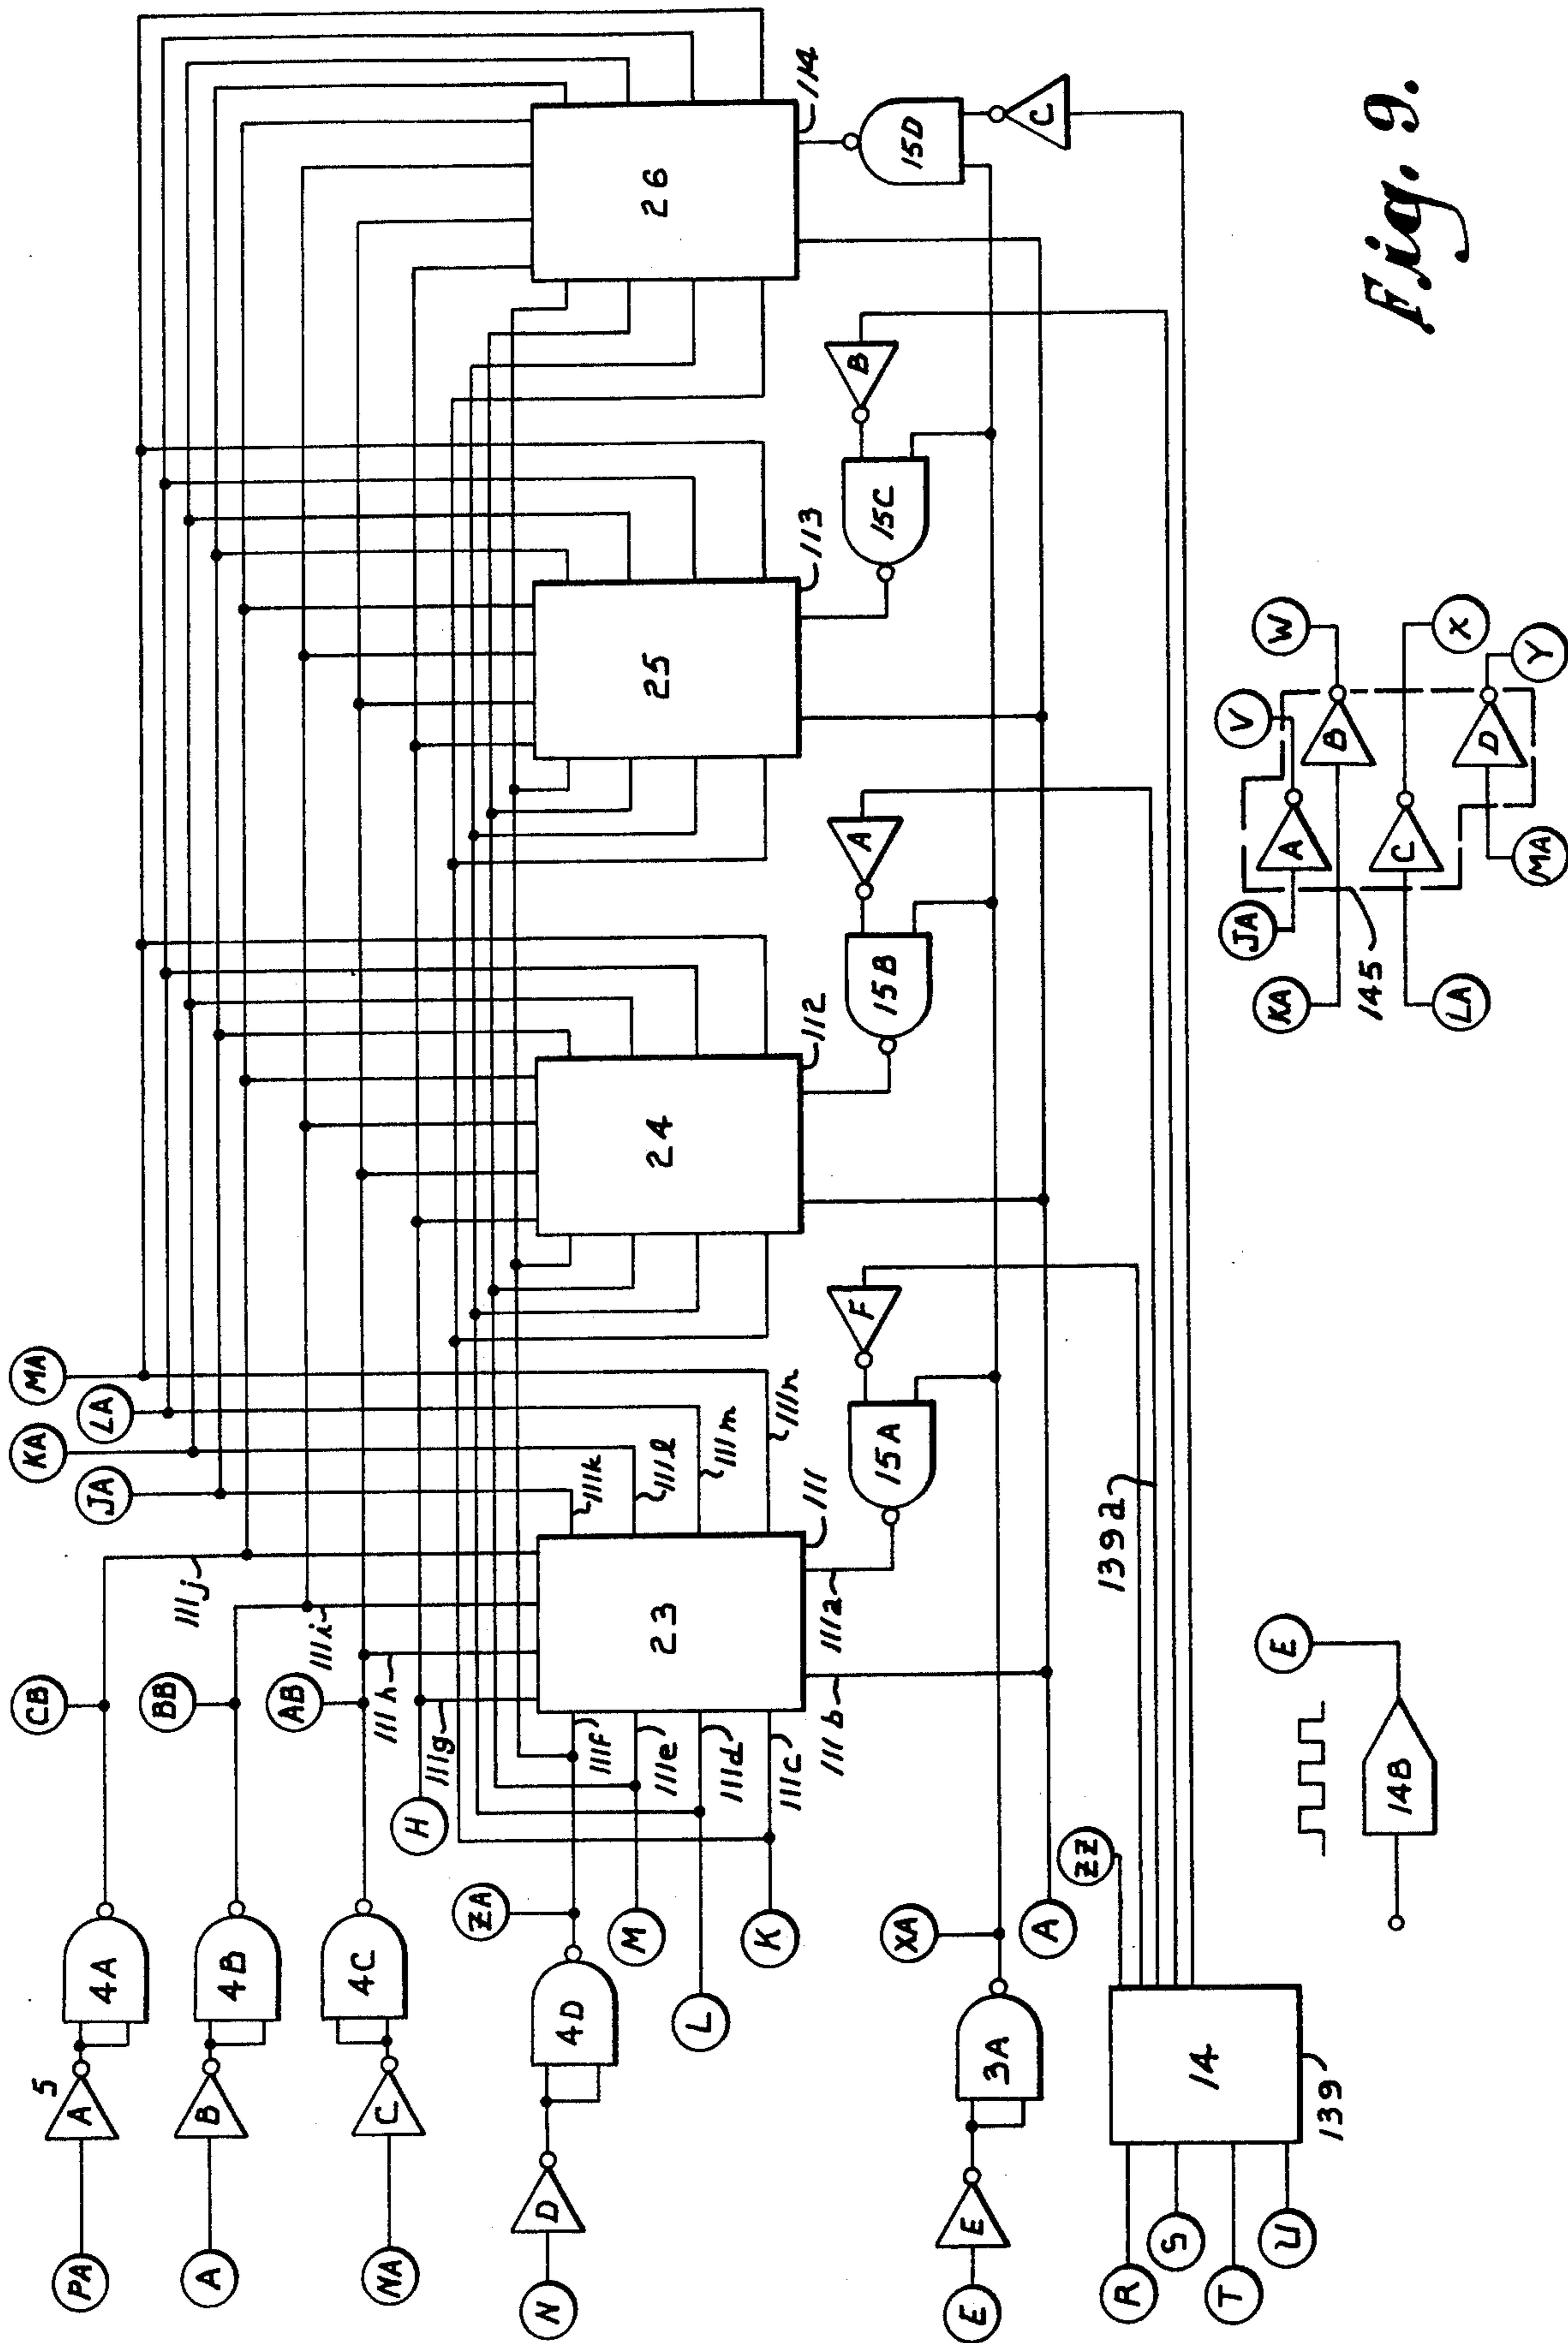 PA
5
A
4A
CB
A
B
4B
BB
NA
C
4C
AB
H
N
D
4D
ZA
M
L
K
111j
111i
111h
111g
111f
111e
111d
111c
111b
111a
23
111
111k
111l
111m
111n
JA
KA
LA
MA
24
112
25
113
26
114
E
E
3A
XA
A
15A
F
15B
A
15C
B
15D
C
R
S
T
U
14
139
ZZ
139a
14B
E
JA
KA
LA
MA
145
A
B
C
D
V
W
X
Y
Fig. 9.